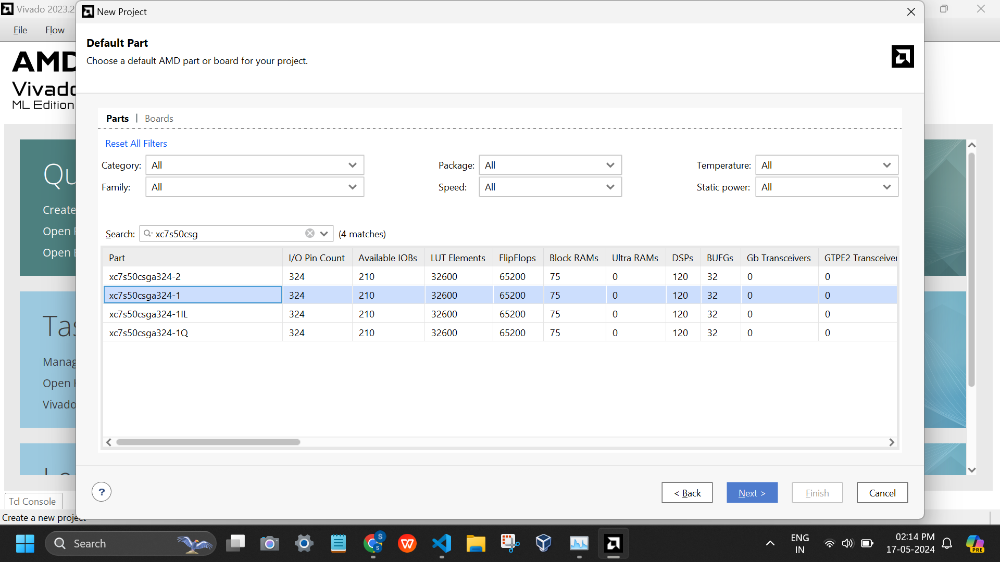 Vivado 2023.2
New Project
File Flow
Default Part
Choose a default AMD part or board for your project.
AMD
Vivado
ML Edition
Parts | Boards
Reset All Filters
Category: All Package: All Temperature: All
Family: All Speed: All Static power: All
Search: xc7s50csg (4 matches)
Part I/O Pin Count Available IOBs LUT Elements FlipFlops Block RAMs Ultra RAMs DSPs BUFGs Gb Transceivers GTPE2 Transceiver
xc7s50csga324-2 324 210 32600 65200 75 0 120 32 0 0
xc7s50csga324-1 324 210 32600 65200 75 0 120 32 0 0
xc7s50csga324-1IL 324 210 32600 65200 75 0 120 32 0 0
xc7s50csga324-1Q 324 210 32600 65200 75 0 120 32 0 0
Qu
Create
Open
Open
Tas
Manag
Open
Vivado
? < Back Next > Finish Cancel
Tcl Console
Create a new project
Search
ENG
IN
02:14 PM
17-05-2024
PRE